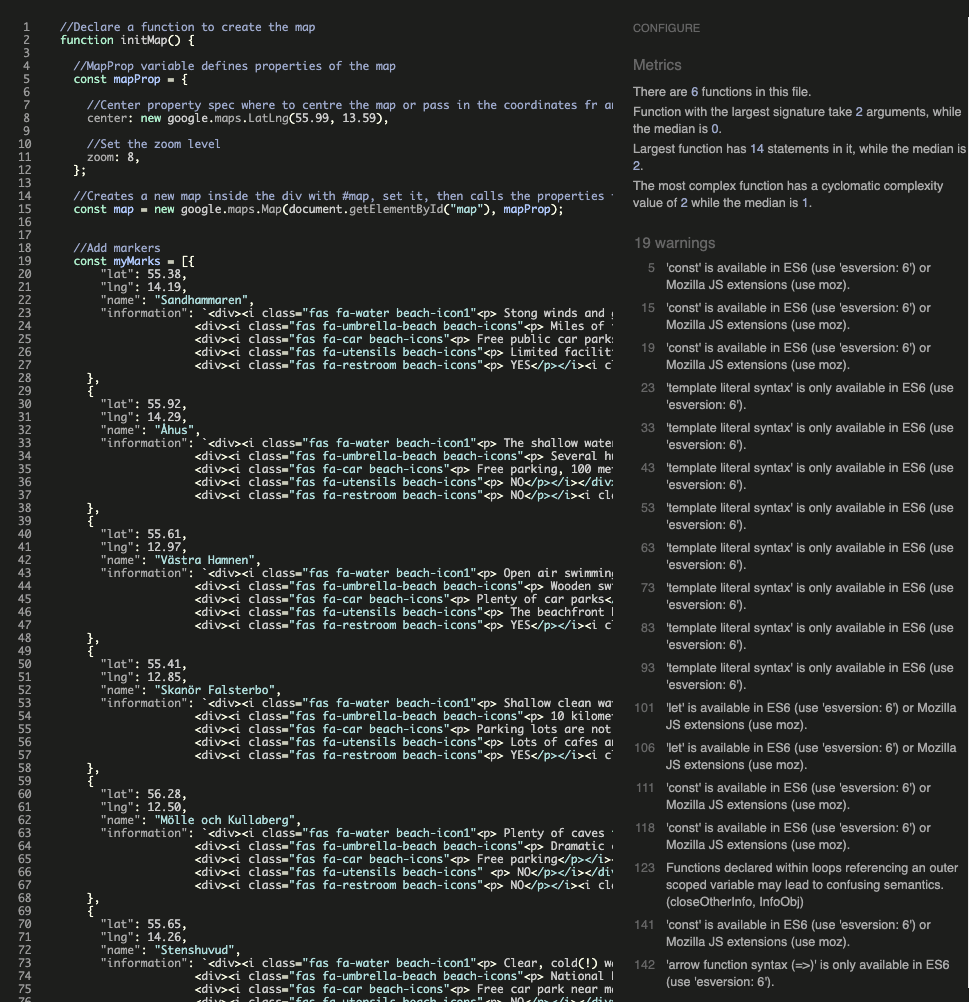 1 //Declare a function to create the map
2 function initMap() {
3
4 //MapProp variable defines properties of the map
5 const mapProp = {
6
7 //Center property spec where to centre the map or pass in the coordinates fr
8 center: new google.maps.LatLng(55.99, 13.59),
9
10 //Set the zoom level
11 zoom: 8,
12 };
13
14 //Creates a new map inside the div with #map, set it, then calls the properties
15 const map = new google.maps.Map(document.getElementById("map"), mapProp);
16
17
18 //Add markers
19 const myMarks = [{
20 "lat": 55.38,
21 "lng": 14.19,
22 "name": "Sandhammaren",
23 "information": `<div><i class="fas fa-water beach-icon1"<p> Stong winds and
24 <div><i class="fas fa-umbrella-beach beach-icons"<p> Miles of
25 <div><i class="fas fa-car beach-icons"<p> Free public car park
26 <div><i class="fas fa-utensils beach-icons"<p> Limited facilit
27 <div><i class="fas fa-restroom beach-icons"<p> YES</p></i><i c
28 },
29 {
30 "lat": 55.92,
31 "lng": 14.29,
32 "name": "Åhus",
33 "information": `<div><i class="fas fa-water beach-icon1"<p> The shallow wate
34 <div><i class="fas fa-umbrella-beach beach-icons"<p> Several h
35 <div><i class="fas fa-car beach-icons"<p> Free parking, 100 me
36 <div><i class="fas fa-utensils beach-icons"<p> NO</p></i></div
37 <div><i class="fas fa-restroom beach-icons"<p> NO</p></i><i cl
38 },
39 {
40 "lat": 55.61,
41 "lng": 12.97,
42 "name": "Västra Hamnen",
43 "information": `<div><i class="fas fa-water beach-icon1"<p> Open air swimming
44 <div><i class="fas fa-umbrella-beach beach-icons"<p> Wooden sw
45 <div><i class="fas fa-car beach-icons"<p> Plenty of car parks<
46 <div><i class="fas fa-utensils beach-icons"<p> The beachfront
47 <div><i class="fas fa-restroom beach-icons"<p> YES</p></i><i c
48 },
49 {
50 "lat": 55.41,
51 "lng": 12.85,
52 "name": "Skanör Falsterbo",
53 "information": `<div><i class="fas fa-water beach-icon1"<p> Shallow clean wa
54 <div><i class="fas fa-umbrella-beach beach-icons"<p> 10 kilome
55 <div><i class="fas fa-car beach-icons"<p> Parking lots are not
56 <div><i class="fas fa-utensils beach-icons"<p> Lots of cafes a
57 <div><i class="fas fa-restroom beach-icons"<p> YES</p></i><i c
58 },
59 {
60 "lat": 56.28,
61 "lng": 12.50,
62 "name": "Mölle och Kullaberg",
63 "information": `<div><i class="fas fa-water beach-icon1"<p> Plenty of caves
64 <div><i class="fas fa-umbrella-beach beach-icons"<p> Dramatic
65 <div><i class="fas fa-car beach-icons"<p> Free parking</p></i>
66 <div><i class="fas fa-utensils beach-icons" <p> NO</p></i></di
67 <div><i class="fas fa-restroom beach-icons"<p> NO</p></i><i cl
68 },
69 {
70 "lat": 55.65,
71 "lng": 14.26,
72 "name": "Stenshuvud",
73 "information": `<div><i class="fas fa-water beach-icon1"<p> Clear, cold(!) w
74 <div><i class="fas fa-umbrella-beach beach-icons"<p> National
75 <div><i class="fas fa-car beach-icons"<p> Free car park near m
76 <div><i class="fas fa-utensils beach-icons"<p> NO</p></i></di
CONFIGURE
Metrics
There are 6 functions in this file.
Function with the largest signature take 2 arguments, while
the median is 0.
Largest function has 14 statements in it, while the median is
2.
The most complex function has a cyclomatic complexity
value of 2 while the median is 1.
19 warnings
5 'const' is available in ES6 (use 'esversion: 6') or
Mozilla JS extensions (use moz).
15 'const' is available in ES6 (use 'esversion: 6') or
Mozilla JS extensions (use moz).
19 'const' is available in ES6 (use 'esversion: 6') or
Mozilla JS extensions (use moz).
23 'template literal syntax' is only available in ES6 (use
'esversion: 6').
33 'template literal syntax' is only available in ES6 (use
'esversion: 6').
43 'template literal syntax' is only available in ES6 (use
'esversion: 6').
53 'template literal syntax' is only available in ES6 (use
'esversion: 6').
63 'template literal syntax' is only available in ES6 (use
'esversion: 6').
73 'template literal syntax' is only available in ES6 (use
'esversion: 6').
83 'template literal syntax' is only available in ES6 (use
'esversion: 6').
93 'template literal syntax' is only available in ES6 (use
'esversion: 6').
101 'let' is available in ES6 (use 'esversion: 6') or Mozilla
JS extensions (use moz).
106 'let' is available in ES6 (use 'esversion: 6') or Mozilla
JS extensions (use moz).
111 'const' is available in ES6 (use 'esversion: 6') or
Mozilla JS extensions (use moz).
118 'const' is available in ES6 (use 'esversion: 6') or
Mozilla JS extensions (use moz).
123 Functions declared within loops referencing an outer
scoped variable may lead to confusing semantics.
(closeOtherInfo, InfoObj)
141 'const' is available in ES6 (use 'esversion: 6') or
Mozilla JS extensions (use moz).
142 'arrow function syntax (=>)' is only available in ES6
(use 'esversion: 6').